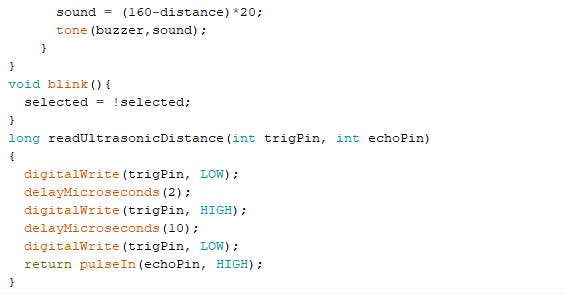 sound = (160-distance)*20;
tone(buzzer,sound);
}
}
void blink(){
selected = !selected;
}
long readUltrasonicDistance(int trigPin, int echoPin)
{
digitalWrite(trigPin, LOW);
delayMicroseconds(2);
digitalWrite(trigPin, HIGH);
delayMicroseconds(10);
digitalWrite(trigPin, LOW);
return pulseIn(echoPin, HIGH);
}